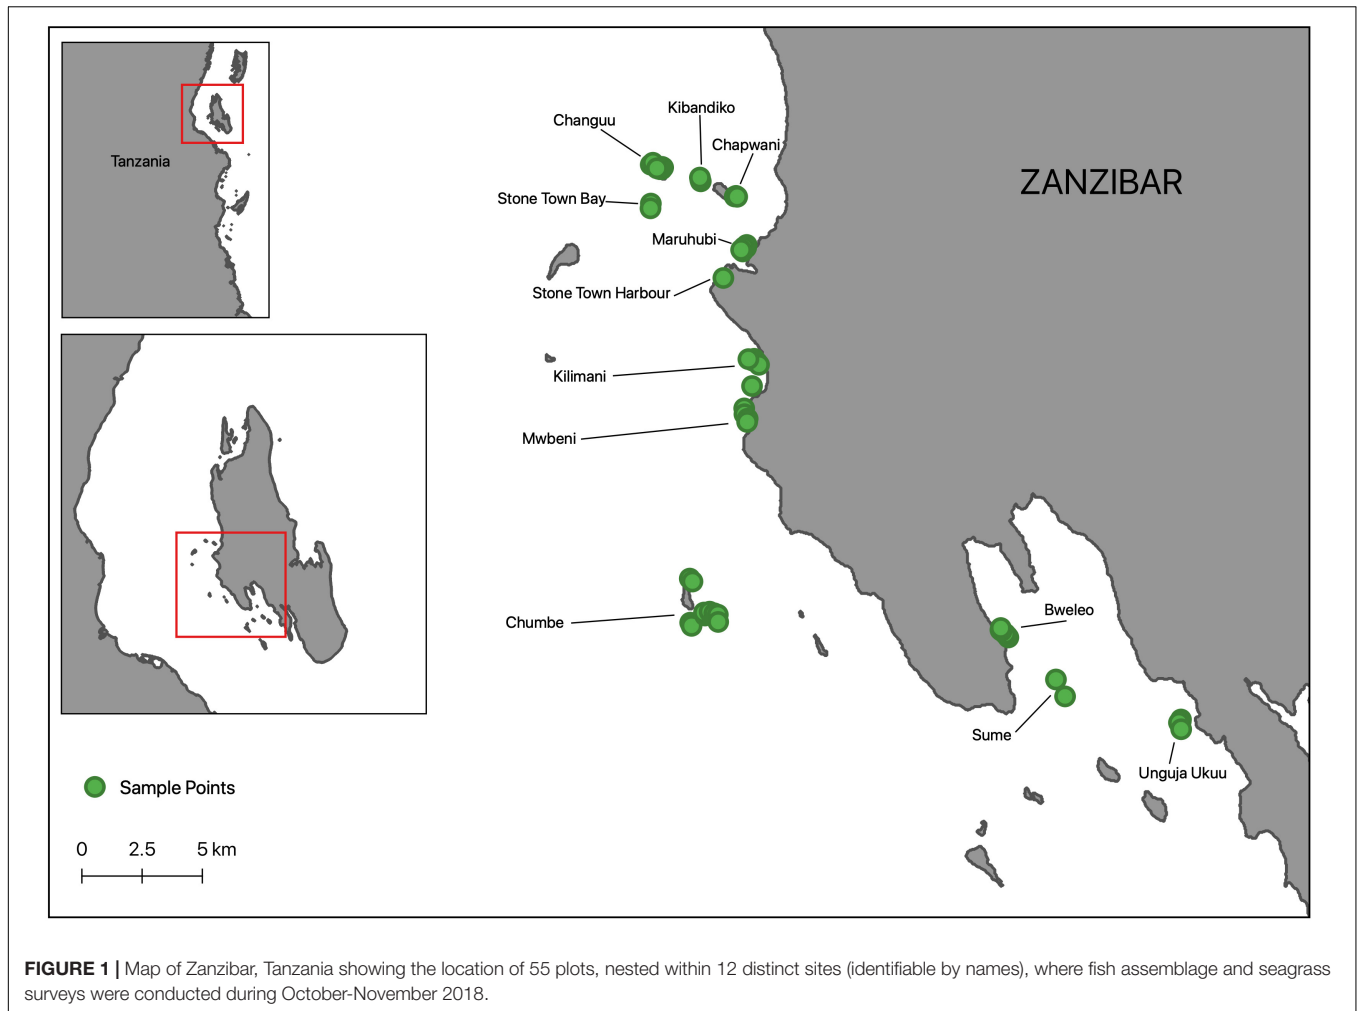 Tanzania
Changuu
Kibandiko
Chapwani
ZANZIBAR
Stone Town Bay
Maruhubi
Stone Town Harbour
Kilimani
Mwbeni
Chumbe
Bweleo
Sume
Unguja Ukuu
Sample Points
0 2.5 5 km
FIGURE 1 | Map of Zanzibar, Tanzania showing the location of 55 plots, nested within 12 distinct sites (identifiable by names), where fish assemblage and seagrass
surveys were conducted during October-November 2018.